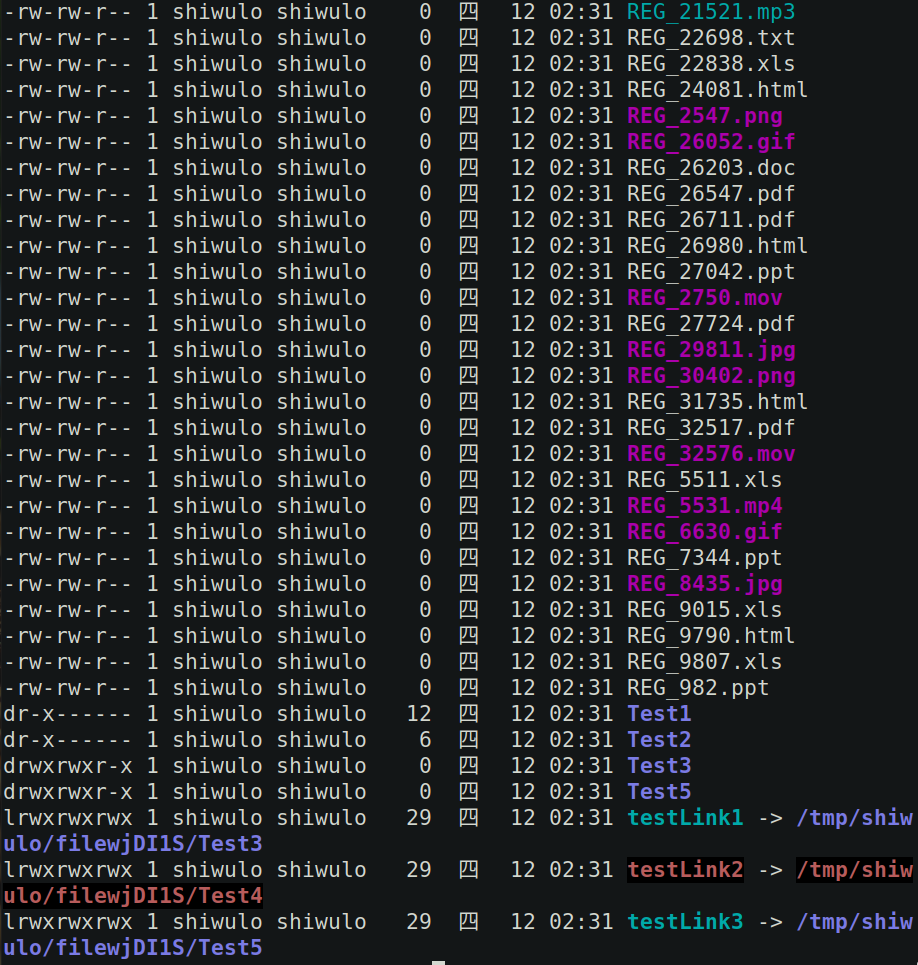 -rw-rw-r-- 1 shiwulo shiwulo    0  四  12 02:31 REG_21521.mp3
-rw-rw-r-- 1 shiwulo shiwulo    0  四  12 02:31 REG_22698.txt
-rw-rw-r-- 1 shiwulo shiwulo    0  四  12 02:31 REG_22838.xls
-rw-rw-r-- 1 shiwulo shiwulo    0  四  12 02:31 REG_24081.html
-rw-rw-r-- 1 shiwulo shiwulo    0  四  12 02:31 REG_2547.png
-rw-rw-r-- 1 shiwulo shiwulo    0  四  12 02:31 REG_26052.gif
-rw-rw-r-- 1 shiwulo shiwulo    0  四  12 02:31 REG_26203.doc
-rw-rw-r-- 1 shiwulo shiwulo    0  四  12 02:31 REG_26547.pdf
-rw-rw-r-- 1 shiwulo shiwulo    0  四  12 02:31 REG_26711.pdf
-rw-rw-r-- 1 shiwulo shiwulo    0  四  12 02:31 REG_26980.html
-rw-rw-r-- 1 shiwulo shiwulo    0  四  12 02:31 REG_27042.ppt
-rw-rw-r-- 1 shiwulo shiwulo    0  四  12 02:31 REG_2750.mov
-rw-rw-r-- 1 shiwulo shiwulo    0  四  12 02:31 REG_27724.pdf
-rw-rw-r-- 1 shiwulo shiwulo    0  四  12 02:31 REG_29811.jpg
-rw-rw-r-- 1 shiwulo shiwulo    0  四  12 02:31 REG_30402.png
-rw-rw-r-- 1 shiwulo shiwulo    0  四  12 02:31 REG_31735.html
-rw-rw-r-- 1 shiwulo shiwulo    0  四  12 02:31 REG_32517.pdf
-rw-rw-r-- 1 shiwulo shiwulo    0  四  12 02:31 REG_32576.mov
-rw-rw-r-- 1 shiwulo shiwulo    0  四  12 02:31 REG_5511.xls
-rw-rw-r-- 1 shiwulo shiwulo    0  四  12 02:31 REG_5531.mp4
-rw-rw-r-- 1 shiwulo shiwulo    0  四  12 02:31 REG_6630.gif
-rw-rw-r-- 1 shiwulo shiwulo    0  四  12 02:31 REG_7344.ppt
-rw-rw-r-- 1 shiwulo shiwulo    0  四  12 02:31 REG_8435.jpg
-rw-rw-r-- 1 shiwulo shiwulo    0  四  12 02:31 REG_9015.xls
-rw-rw-r-- 1 shiwulo shiwulo    0  四  12 02:31 REG_9790.html
-rw-rw-r-- 1 shiwulo shiwulo    0  四  12 02:31 REG_9807.xls
-rw-rw-r-- 1 shiwulo shiwulo    0  四  12 02:31 REG_982.ppt
dr-x------ 1 shiwulo shiwulo   12  四  12 02:31 Test1
dr-x------ 1 shiwulo shiwulo    6  四  12 02:31 Test2
drwxrwxr-x 1 shiwulo shiwulo    0  四  12 02:31 Test3
drwxrwxr-x 1 shiwulo shiwulo    0  四  12 02:31 Test5
lrwxrwxrwx 1 shiwulo shiwulo   29  四  12 02:31 testLink1 -> /tmp/shiw
ulo/filewjDI1S/Test3
lrwxrwxrwx 1 shiwulo shiwulo   29  四  12 02:31 testLink2 -> /tmp/shiw
ulo/filewjDI1S/Test4
lrwxrwxrwx 1 shiwulo shiwulo   29  四  12 02:31 testLink3 -> /tmp/shiw
ulo/filewjDI1S/Test5